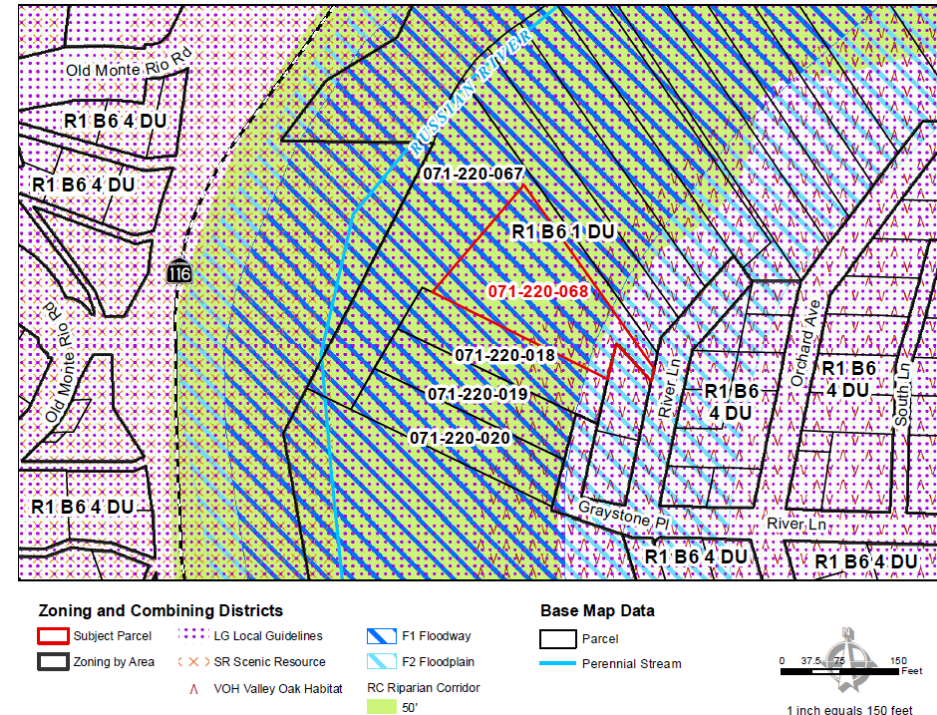 Old Monte Rio Rd
R1 B6 4 DU
R1 B6 4 DU
116
Old Monte Rio Rd
R1 B6 4 DU
RUSSIAN RIVER
071-220-067
R1 B6 1 DU
071-220-068
071-220-018
071-220-019
071-220-020
River Ln
R1 B6
4 DU
Orchard Ave
R1 B6
4 DU
South Ln
Graystone Pl
River Ln
R1 B6 4 DU
R1 B6 4 DU
Zoning and Combining Districts
Subject Parcel
Zoning by Area
LG Local Guidelines
SR Scenic Resource
VOH Valley Oak Habitat
F1 Floodway
F2 Floodplain
RC Riparian Corridor
50'
Base Map Data
Parcel
Perennial Stream
0 37.5 75 150
Feet
1 inch equals 150 feet